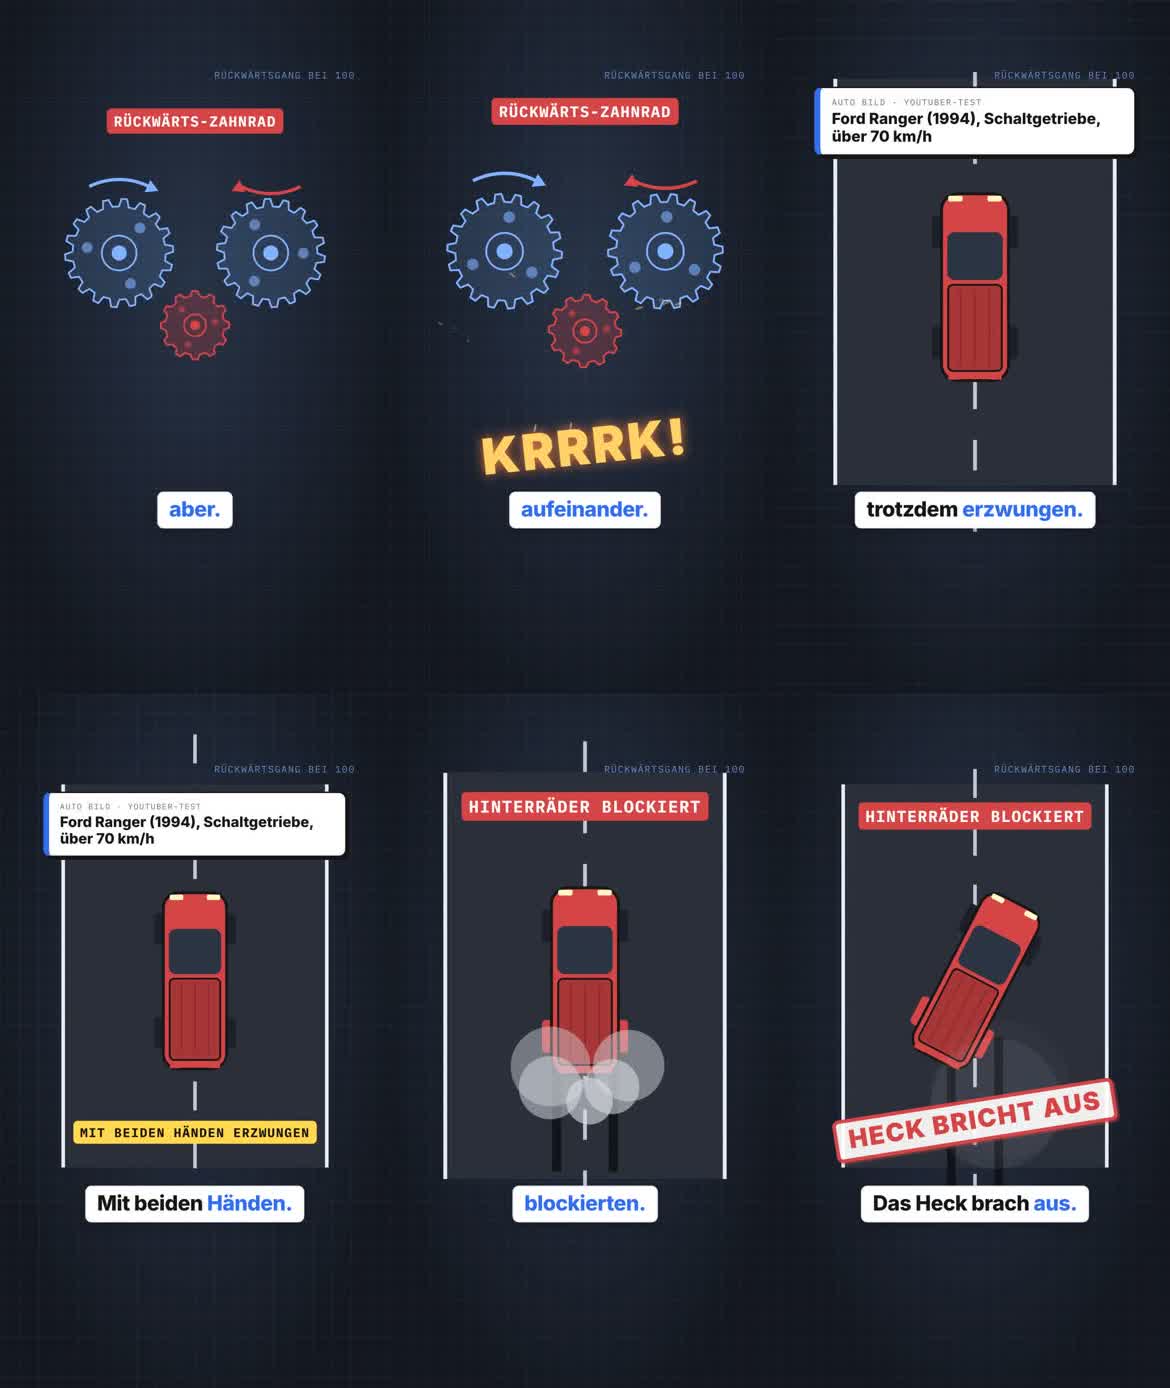 RÜCKWÄRTSGANG BEI 100
RÜCKWÄRTS-ZAHNRAD
aber.
RÜCKWÄRTSGANG BEI 100
RÜCKWÄRTS-ZAHNRAD
KRRRK!
aufeinander.
RÜCKWÄRTSGANG BEI 100
AUTO BILD · YOUTUBER-TEST
Ford Ranger (1994), Schaltgetriebe,
über 70 km/h
trotzdem erzwungen.
RÜCKWÄRTSGANG BEI 100
AUTO BILD · YOUTUBER-TEST
Ford Ranger (1994), Schaltgetriebe,
über 70 km/h
MIT BEIDEN HÄNDEN ERZWUNGEN
Mit beiden Händen.
RÜCKWÄRTSGANG BEI 100
HINTERRÄDER BLOCKIERT
blockierten.
RÜCKWÄRTSGANG BEI 100
HINTERRÄDER BLOCKIERT
HECK BRICHT AUS
Das Heck brach aus.